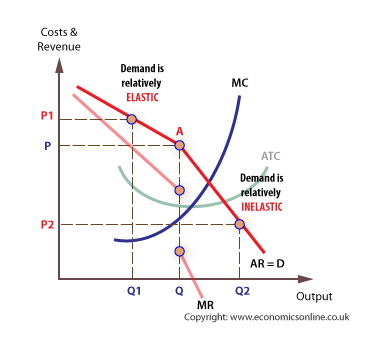 Costs &
Revenue
Demand is
relatively
ELASTIC
MC
P1
A
P
ATC
Demand is
relatively
INELASTIC
P2
AR = D
Q1
Q
Q2
Output
MR
Copyright: www.economicsonline.co.uk